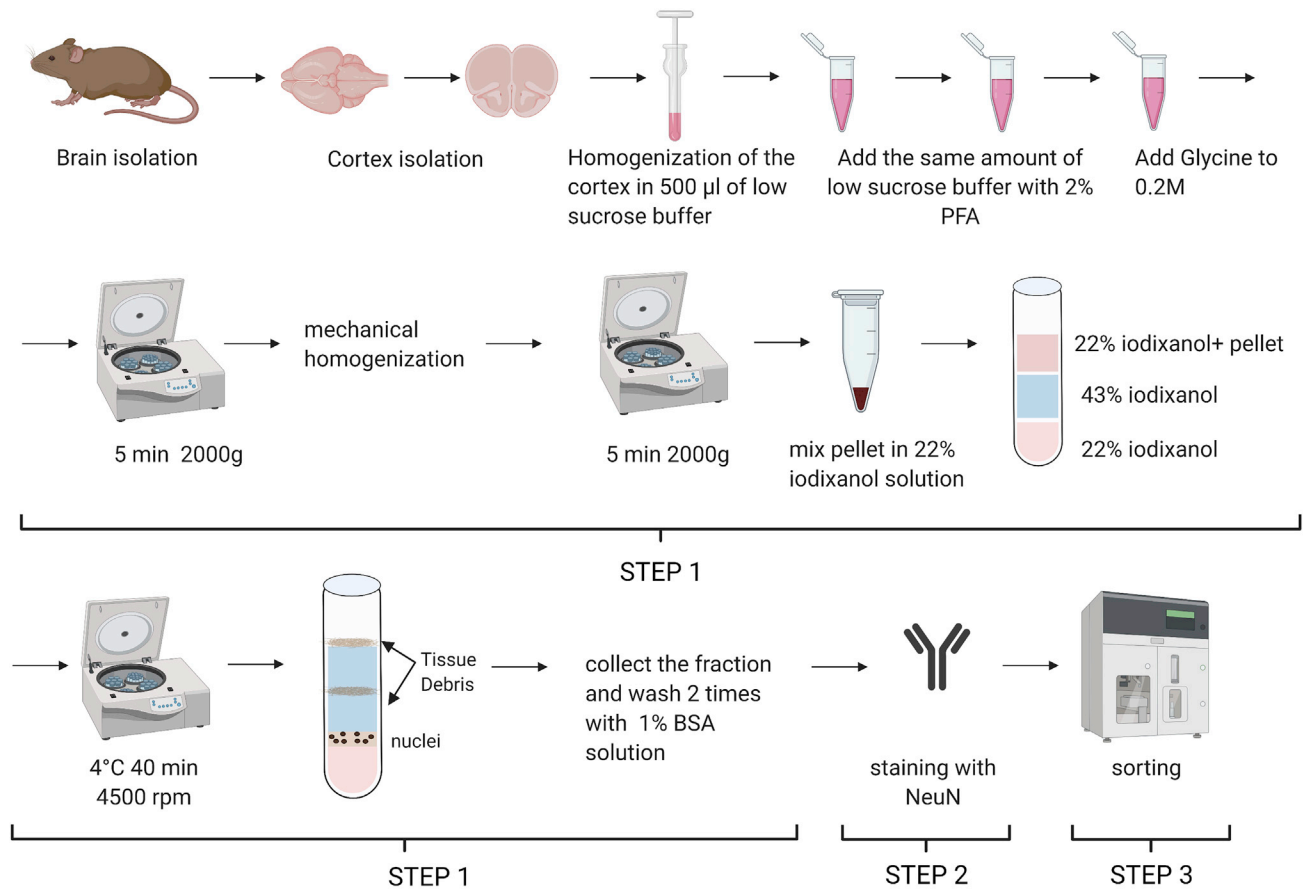 Brain isolation
Cortex isolation
Homogenization of the
cortex in 500 µl of low
sucrose buffer
Add the same amount of
low sucrose buffer with 2%
PFA
Add Glycine to
0.2M
5 min  2000g
mechanical
homogenization
5 min 2000g
mix pellet in 22%
iodixanol solution
22% iodixanol+ pellet
43% iodixanol
22% iodixanol
STEP 1
4°C 40 min
4500 rpm
Tissue
Debris
nuclei
collect the fraction
and wash 2 times
with  1% BSA
solution
staining with
NeuN
sorting
STEP 1
STEP 2
STEP 3